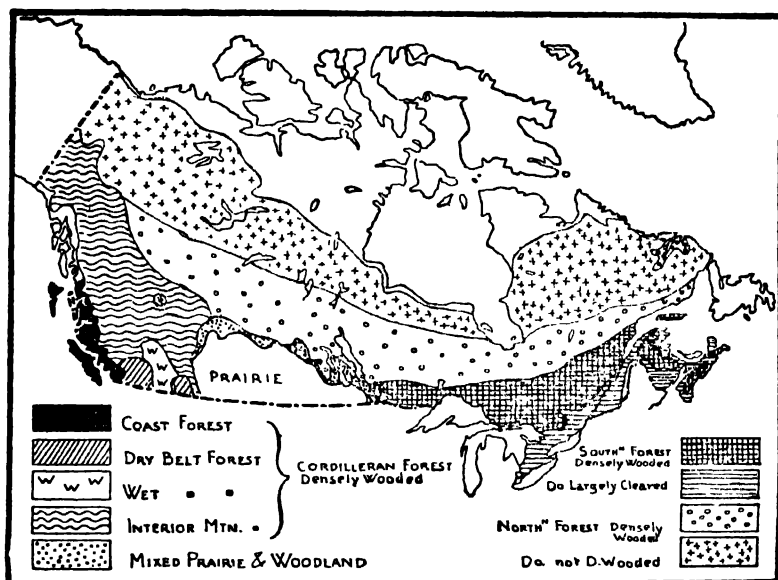 PRAIRIE
COAST FOREST
DRY BELT FOREST
WET " "
INTERIOR MTN. "
MIXED PRAIRIE & WOODLAND
CORDILLERAN FOREST
Densely Wooded
SOUTHN FOREST
Densely Wooded
Do Largely Cleared
NORTHN FOREST Densely
Wooded
Do not D. Wooded